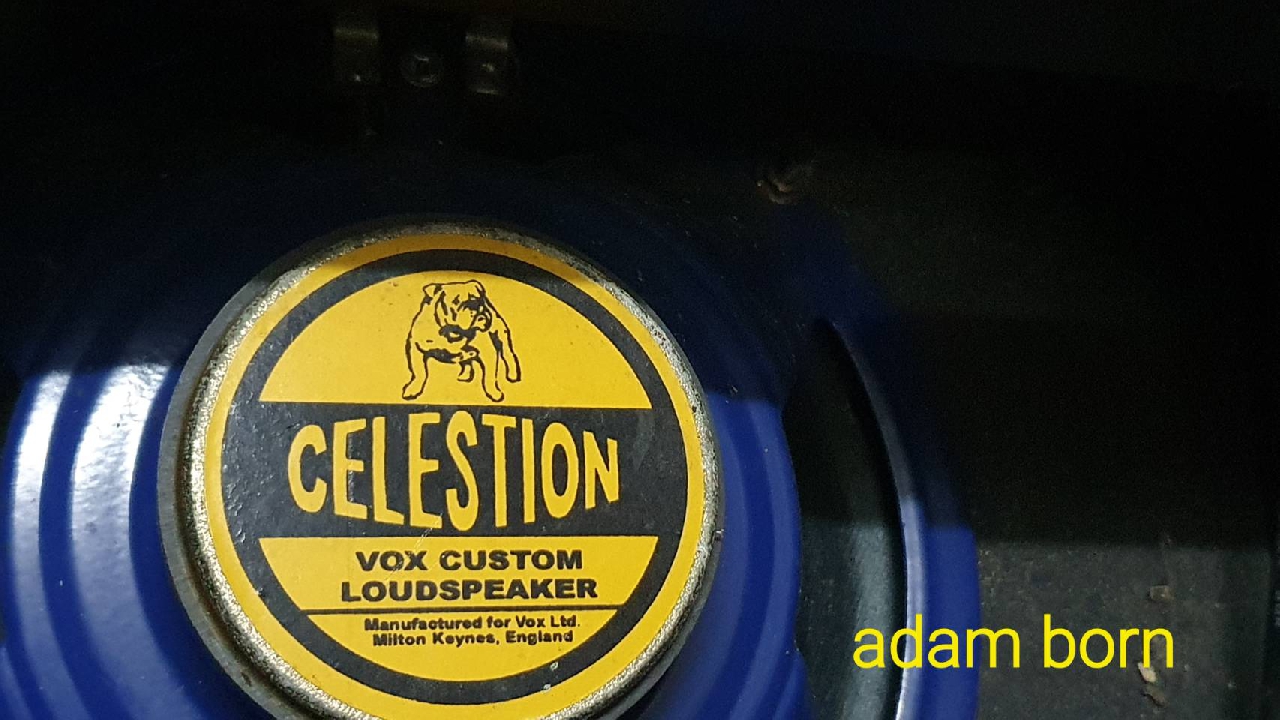 CELESTION
VOX CUSTOM
LOUDSPEAKER
Manufactured for Vox Ltd.
Milton Keynes, England
adam born